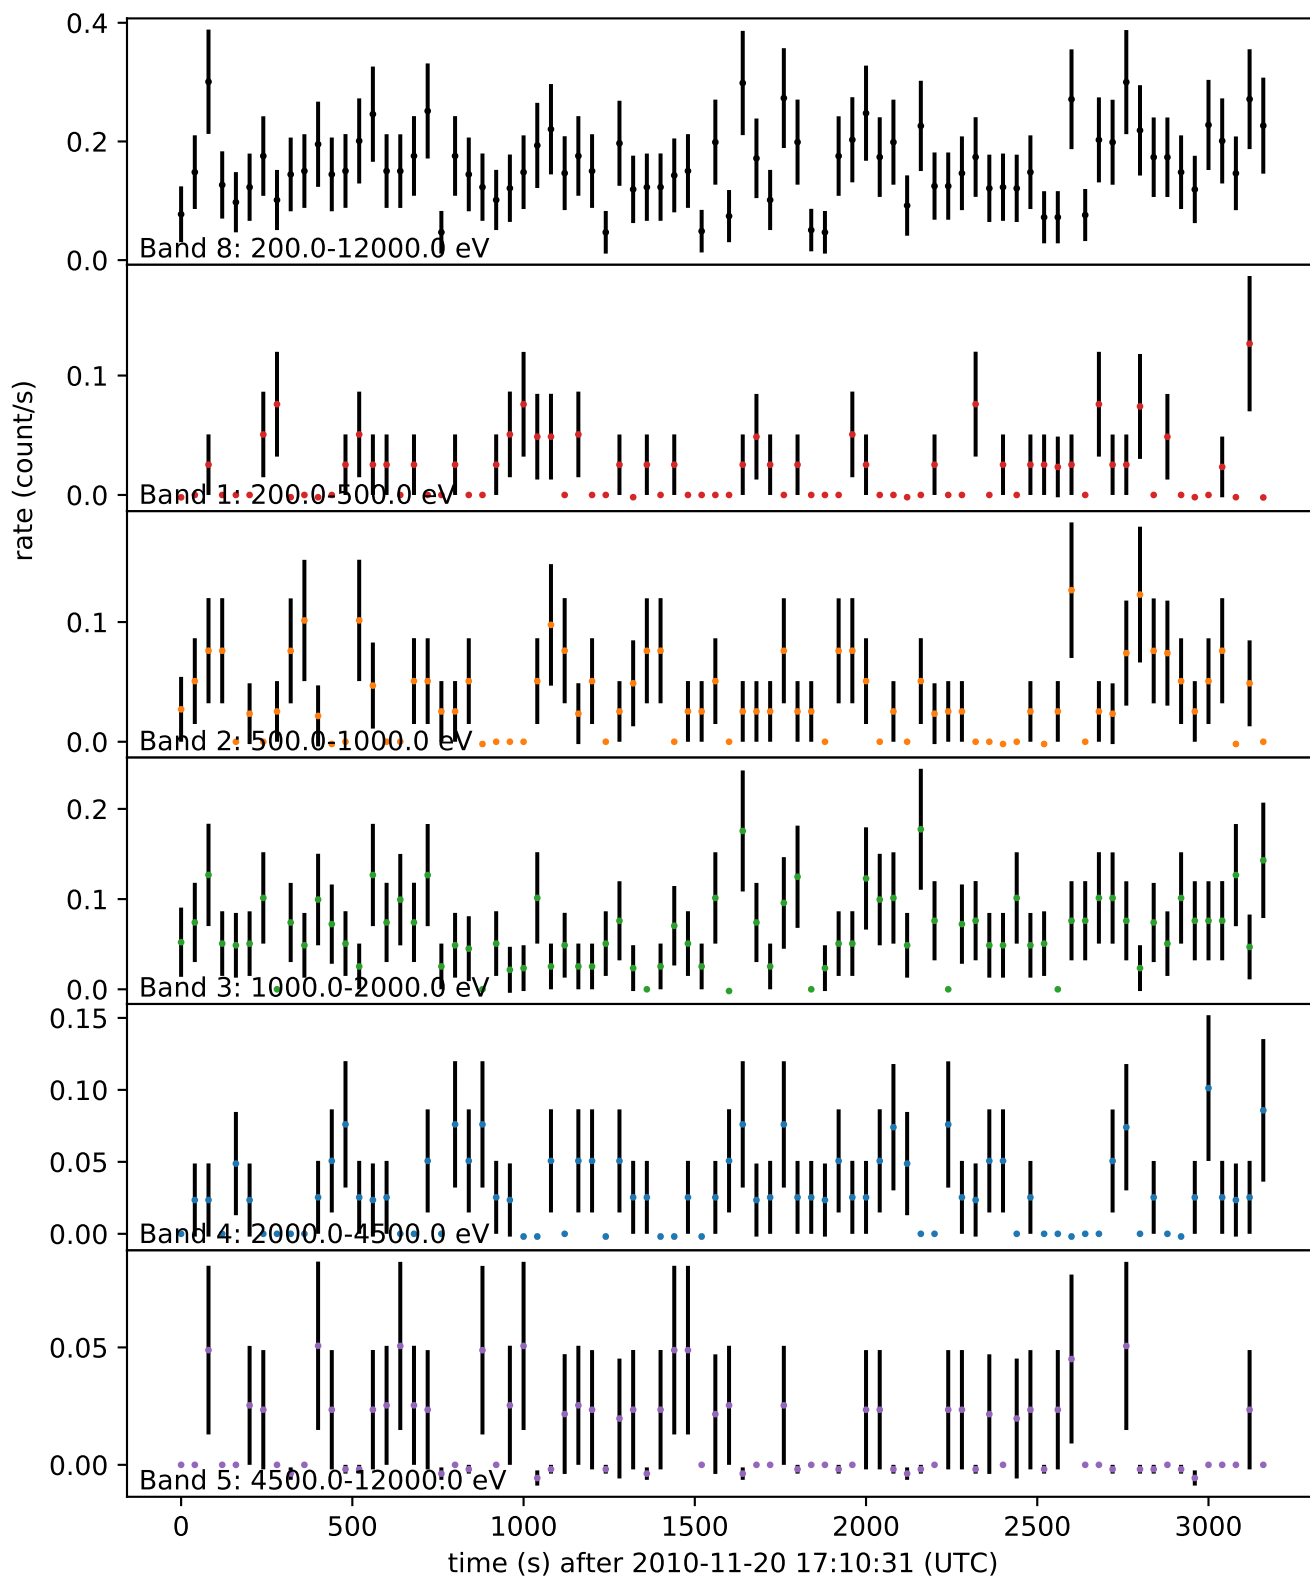 0.4
0.2
0.0
Band 8: 200.0-12000.0 eV
0.1
0.0
Band 1: 200.0-500.0 eV
rate (count/s)
0.1
0.0
Band 2: 500.0-1000.0 eV
0.2
0.1
0.0
Band 3: 1000.0-2000.0 eV
0.15
0.10
0.05
0.00
Band 4: 2000.0-4500.0 eV
0.05
0.00
Band 5: 4500.0-12000.0 eV
0 500 1000 1500 2000 2500 3000
time (s) after 2010-11-20 17:10:31 (UTC)